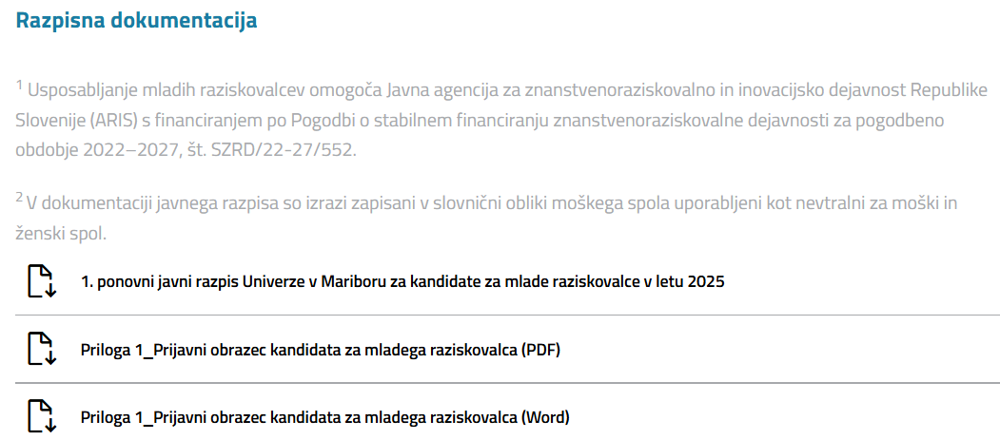 Razpisna dokumentacija
1 Usposabljanje mladih raziskovalcev omogoča Javna agencija za znanstvenoraziskovalno in inovacijsko dejavnost Republike
Slovenije (ARIS) s financiranjem po Pogodbi o stabilnem financiranju znanstvenoraziskovalne dejavnosti za pogodbeno
obdobje 2022–2027, št. SZRD/22-27/552.
2 V dokumentaciji javnega razpisa so izrazi zapisani v slovnični obliki moškega spola uporabljeni kot nevtralni za moški in
ženski spol.
1. ponovni javni razpis Univerze v Mariboru za kandidate za mlade raziskovalce v letu 2025
Priloga 1_Prijavni obrazec kandidata za mladega raziskovalca (PDF)
Priloga 1_Prijavni obrazec kandidata za mladega raziskovalca (Word)